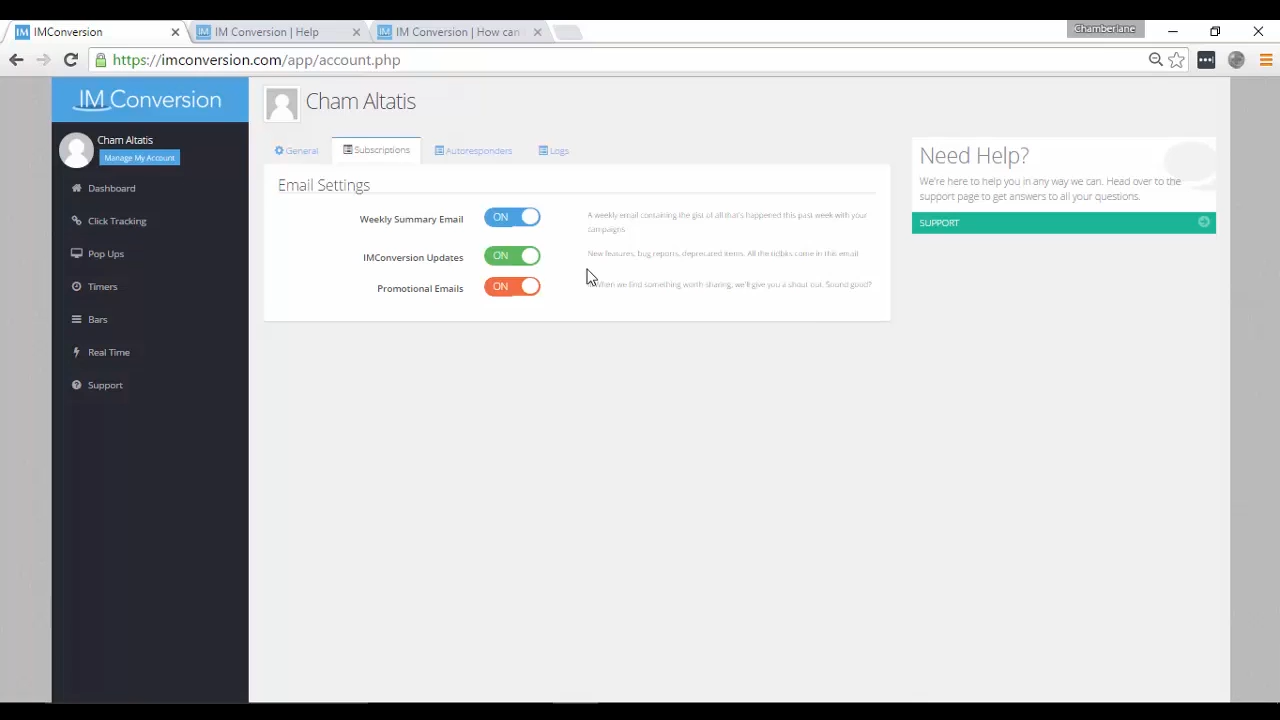 IMConversion
IM Conversion | Help
IM Conversion | How can
Chamberlane
https://imconversion.com/app/account.php
IM Conversion
Cham Altatis
Manage My Account
Dashboard
Click Tracking
Pop Ups
Timers
Bars
Real Time
Support
Cham Altatis
General
Subscriptions
Autoresponders
Logs
Email Settings
Weekly Summary Email
ON
A weekly email containing the gist of all that's happened this past week with your
campaigns
IMConversion Updates
ON
New features, bug reports, deprecated items. All the tidbits come in this email
Promotional Emails
ON
When we find something worth sharing, we'll give you a shout out. Sound good?
Need Help?
We're here to help you in any way we can. Head over to the
support page to get answers to all your questions.
SUPPORT